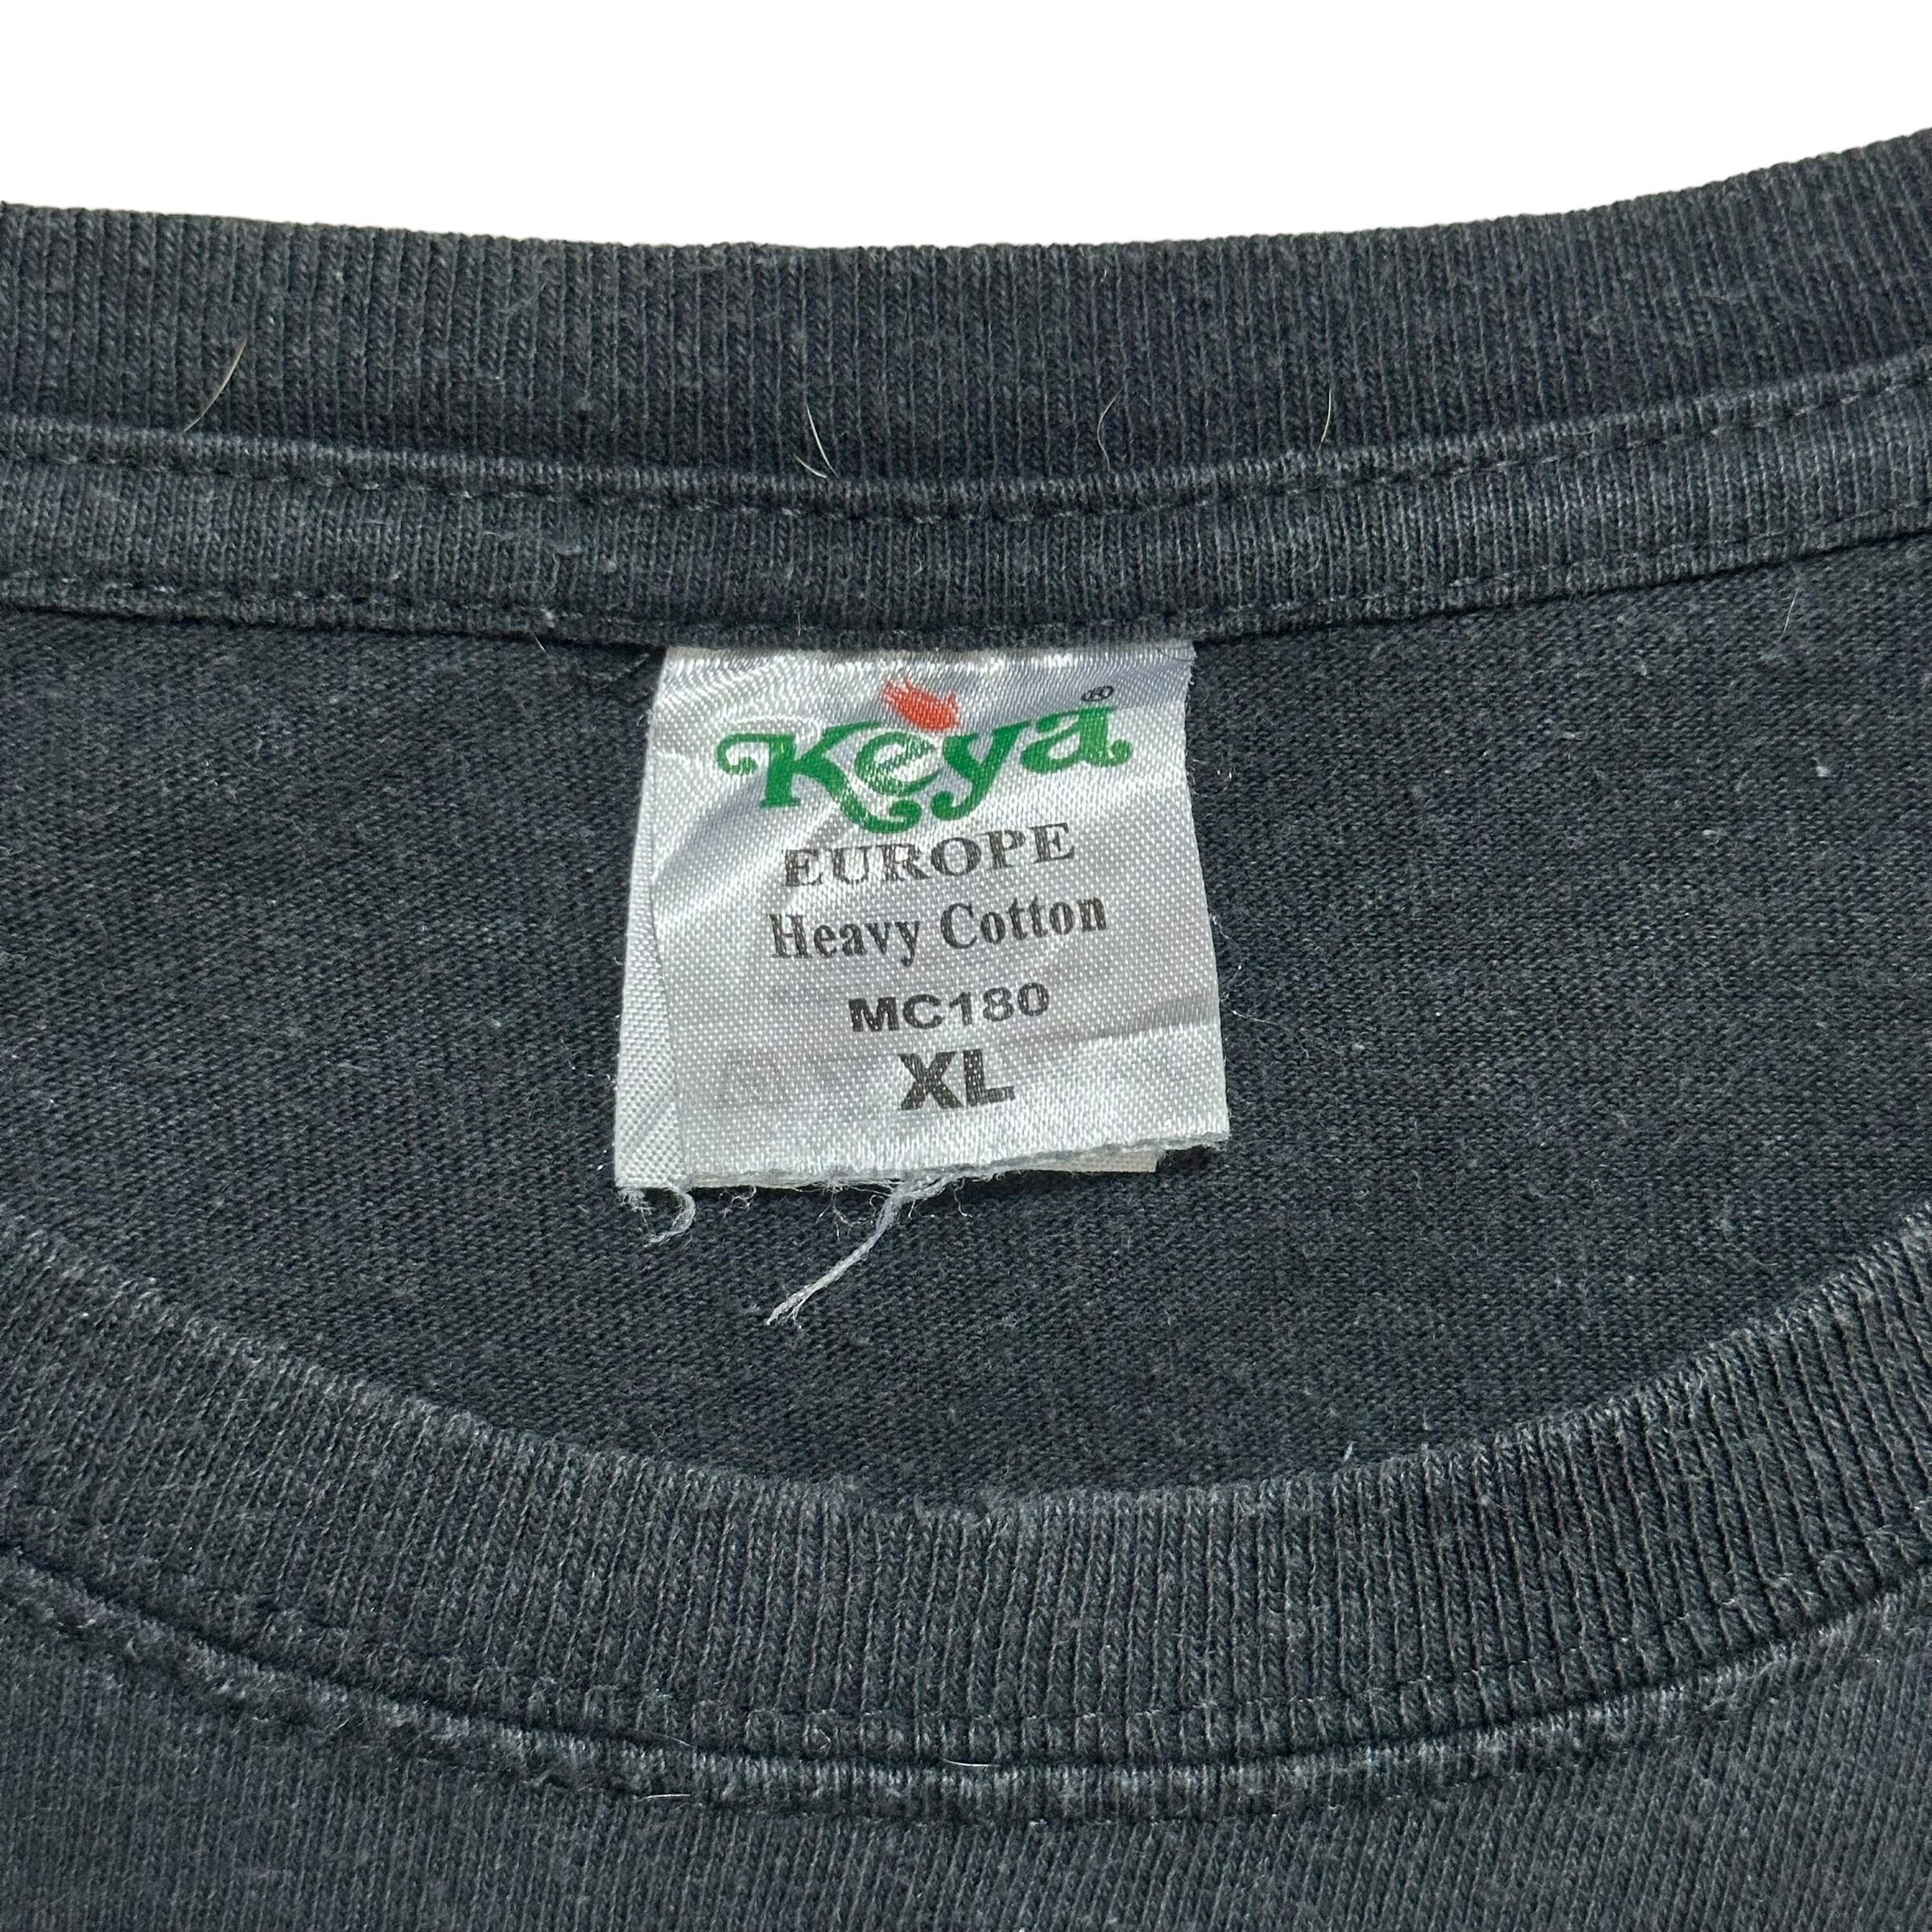 Keya®
EUROPE
Heavy Cotton
MC180
XL